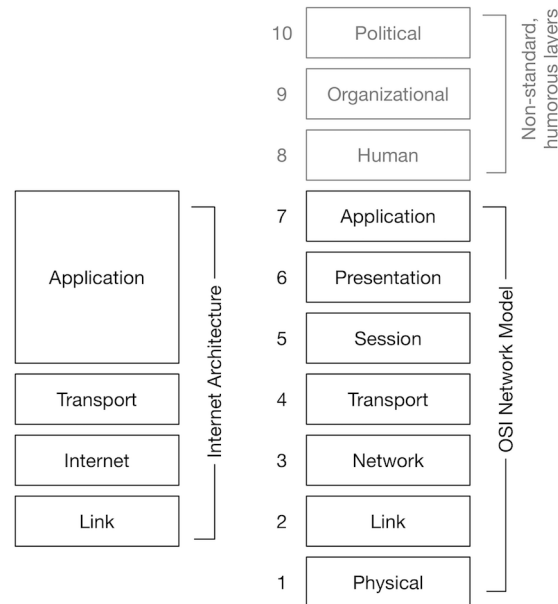 10 Political
9 Organizational
8 Human
Non-standard,
humorous layers
7 Application
6 Presentation
5 Session
4 Transport
3 Network
2 Link
1 Physical
OSI Network Model
Application
Transport
Internet
Link
Internet Architecture